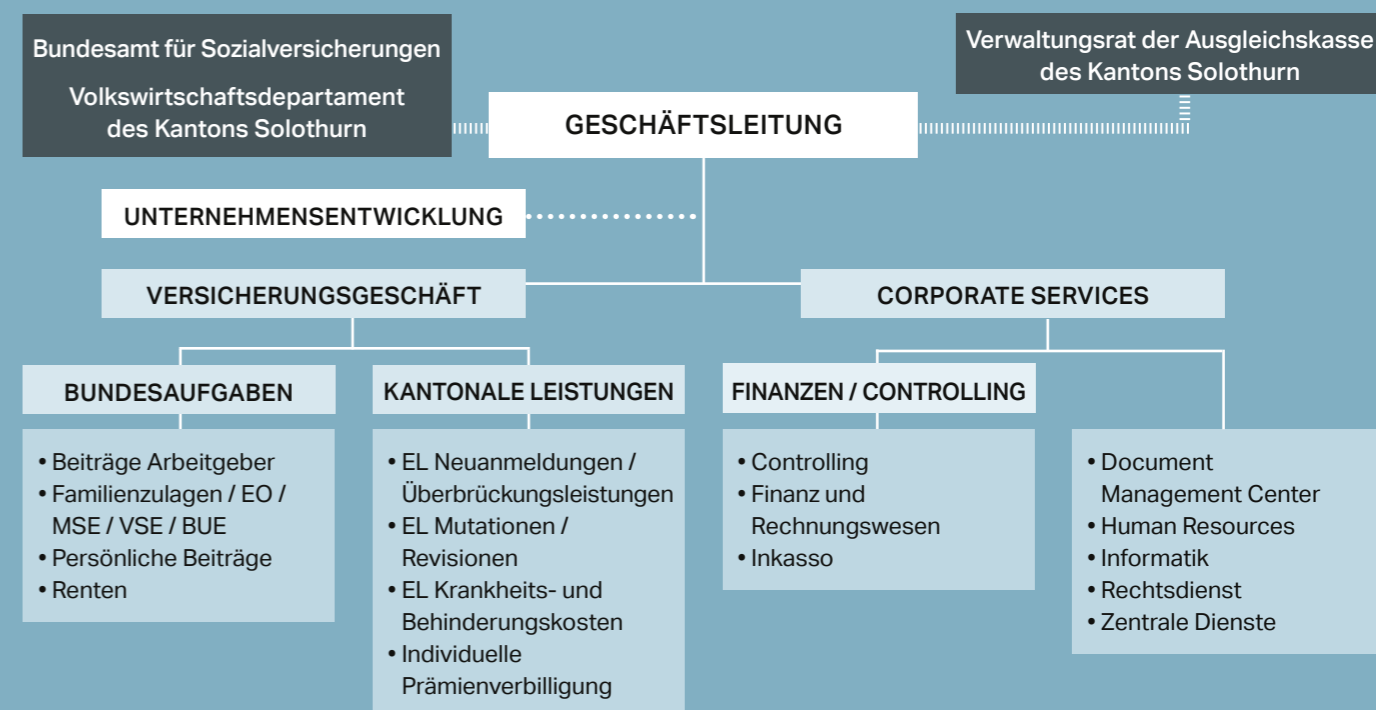 Bundesamt für Sozialversicherungen
Volkswirtschaftsdepartament
des Kantons Solothurn
Verwaltungsrat der Ausgleichskasse
des Kantons Solothurn
GESCHÄFTSLEITUNG
UNTERNEHMENSENTWICKLUNG
VERSICHERUNGSGESCHÄFT
CORPORATE SERVICES
BUNDESAUFGABEN
• Beiträge Arbeitgeber
• Familienzulagen / EO /
MSE / VSE / BUE
• Persönliche Beiträge
• Renten
KANTONALE LEISTUNGEN
• EL Neuanmeldungen /
Überbrückungsleistungen
• EL Mutationen /
Revisionen
• EL Krankheits- und
Behinderungskosten
• Individuelle
Prämienverbilligung
FINANZEN / CONTROLLING
• Controlling
• Finanz und
Rechnungswesen
• Inkasso
• Document
Management Center
• Human Resources
• Informatik
• Rechtsdienst
• Zentrale Dienste